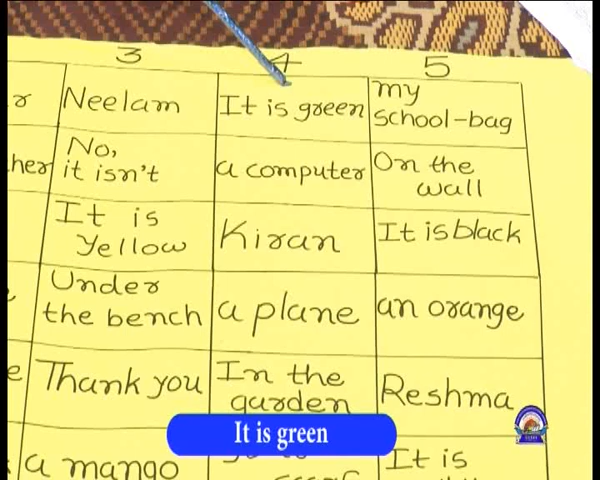 3 4 5
r Neelam It is green my school-bag
her No, it isn't a computer On the wall
It is Yellow Kiran It is black
Under the bench a plane an orange
e Thank you In the garden Reshma
a mango It is
It is green